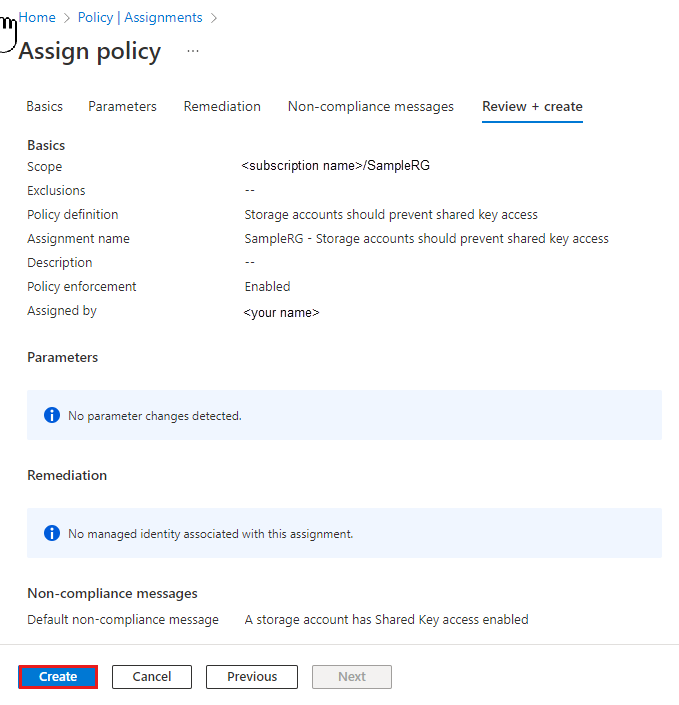 Home > Policy | Assignments >
Assign policy ...
Basics Parameters Remediation Non-compliance messages Review + create
Basics
Scope <subscription name>/SampleRG
Exclusions --
Policy definition Storage accounts should prevent shared key access
Assignment name SampleRG - Storage accounts should prevent shared key access
Description --
Policy enforcement Enabled
Assigned by <your name>
Parameters
No parameter changes detected.
Remediation
No managed identity associated with this assignment.
Non-compliance messages
Default non-compliance message A storage account has Shared Key access enabled
Create Cancel Previous Next